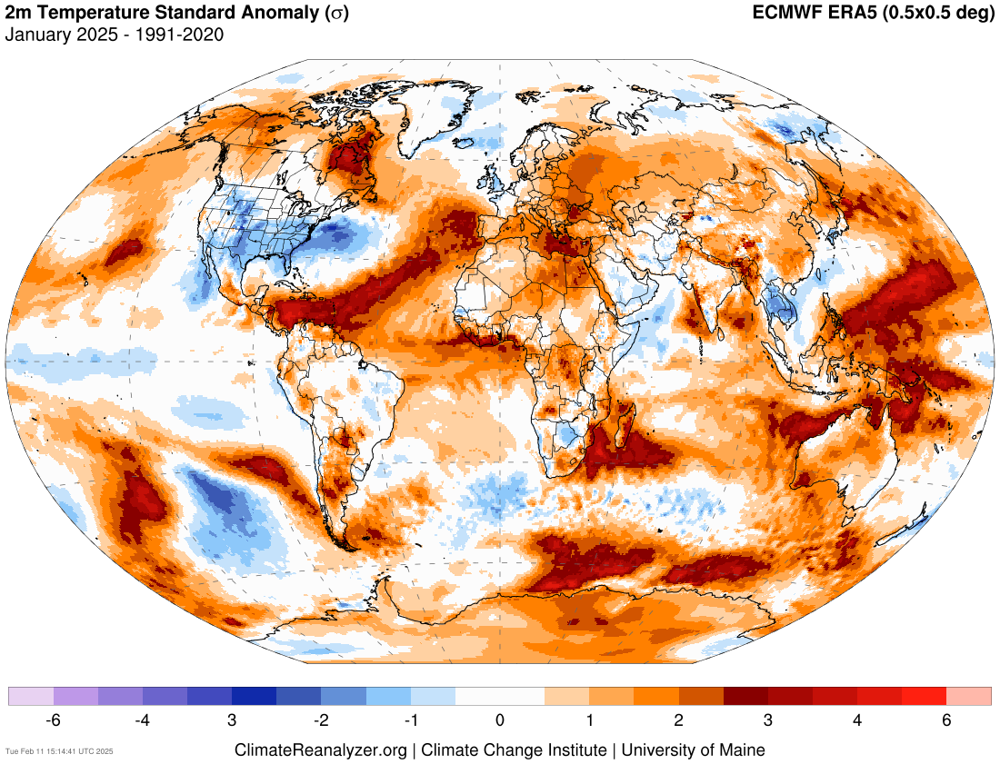 2m Temperature Standard Anomaly (σ)
ECMWF ERA5 (0.5x0.5 deg)
January 2025 - 1991-2020
-6 -4 3 -2 -1 0 1 2 3 4 6
Tue Feb 11 15:14:41 UTC 2025
ClimateReanalyzer.org | Climate Change Institute | University of Maine